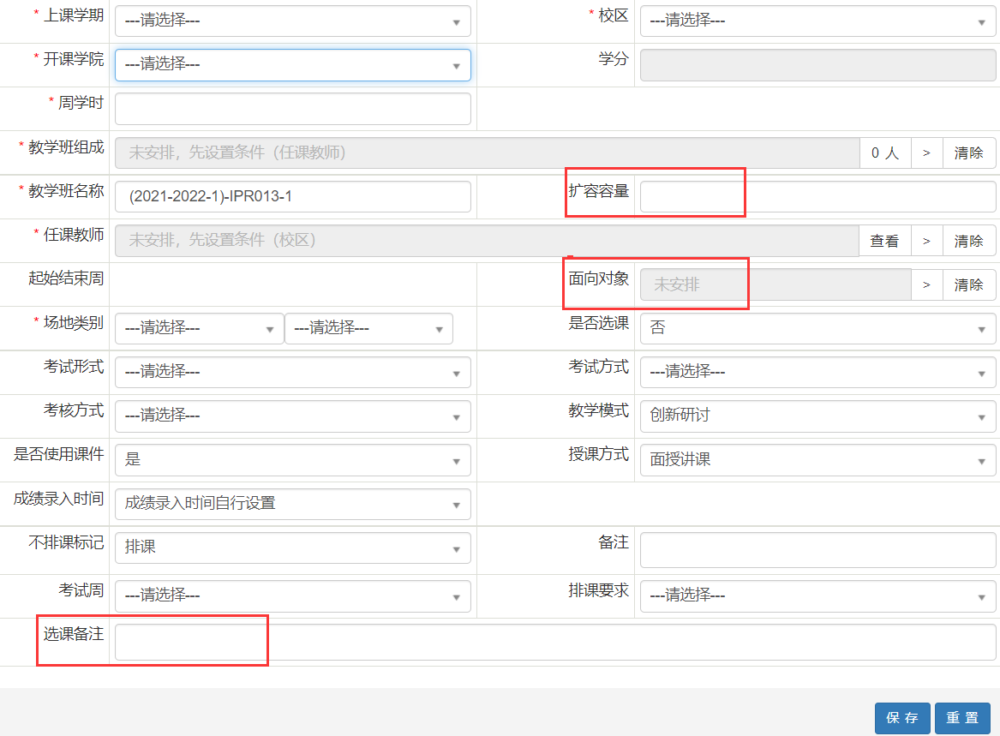 * 上课学期 ---请选择--- * 校区 ---请选择---
* 开课学院 ---请选择--- 学分
* 周学时
* 教学班组成 未安排，先设置条件（任课教师） 0 人 > 清除
* 教学班名称 (2021-2022-1)-IPR013-1 扩容容量
* 任课教师 未安排，先设置条件（校区） 查看 > 清除
起始结束周 面向对象 未安排 > 清除
* 场地类别 ---请选择--- ---请选择--- 是否选课 否
考试形式 ---请选择--- 考试方式 ---请选择---
考核方式 ---请选择--- 教学模式 创新研讨
是否使用课件 是 授课方式 面授讲课
成绩录入时间 成绩录入时间自行设置
不排课标记 排课 备注
考试周 ---请选择--- 排课要求 ---请选择---
选课备注
保 存 重 置